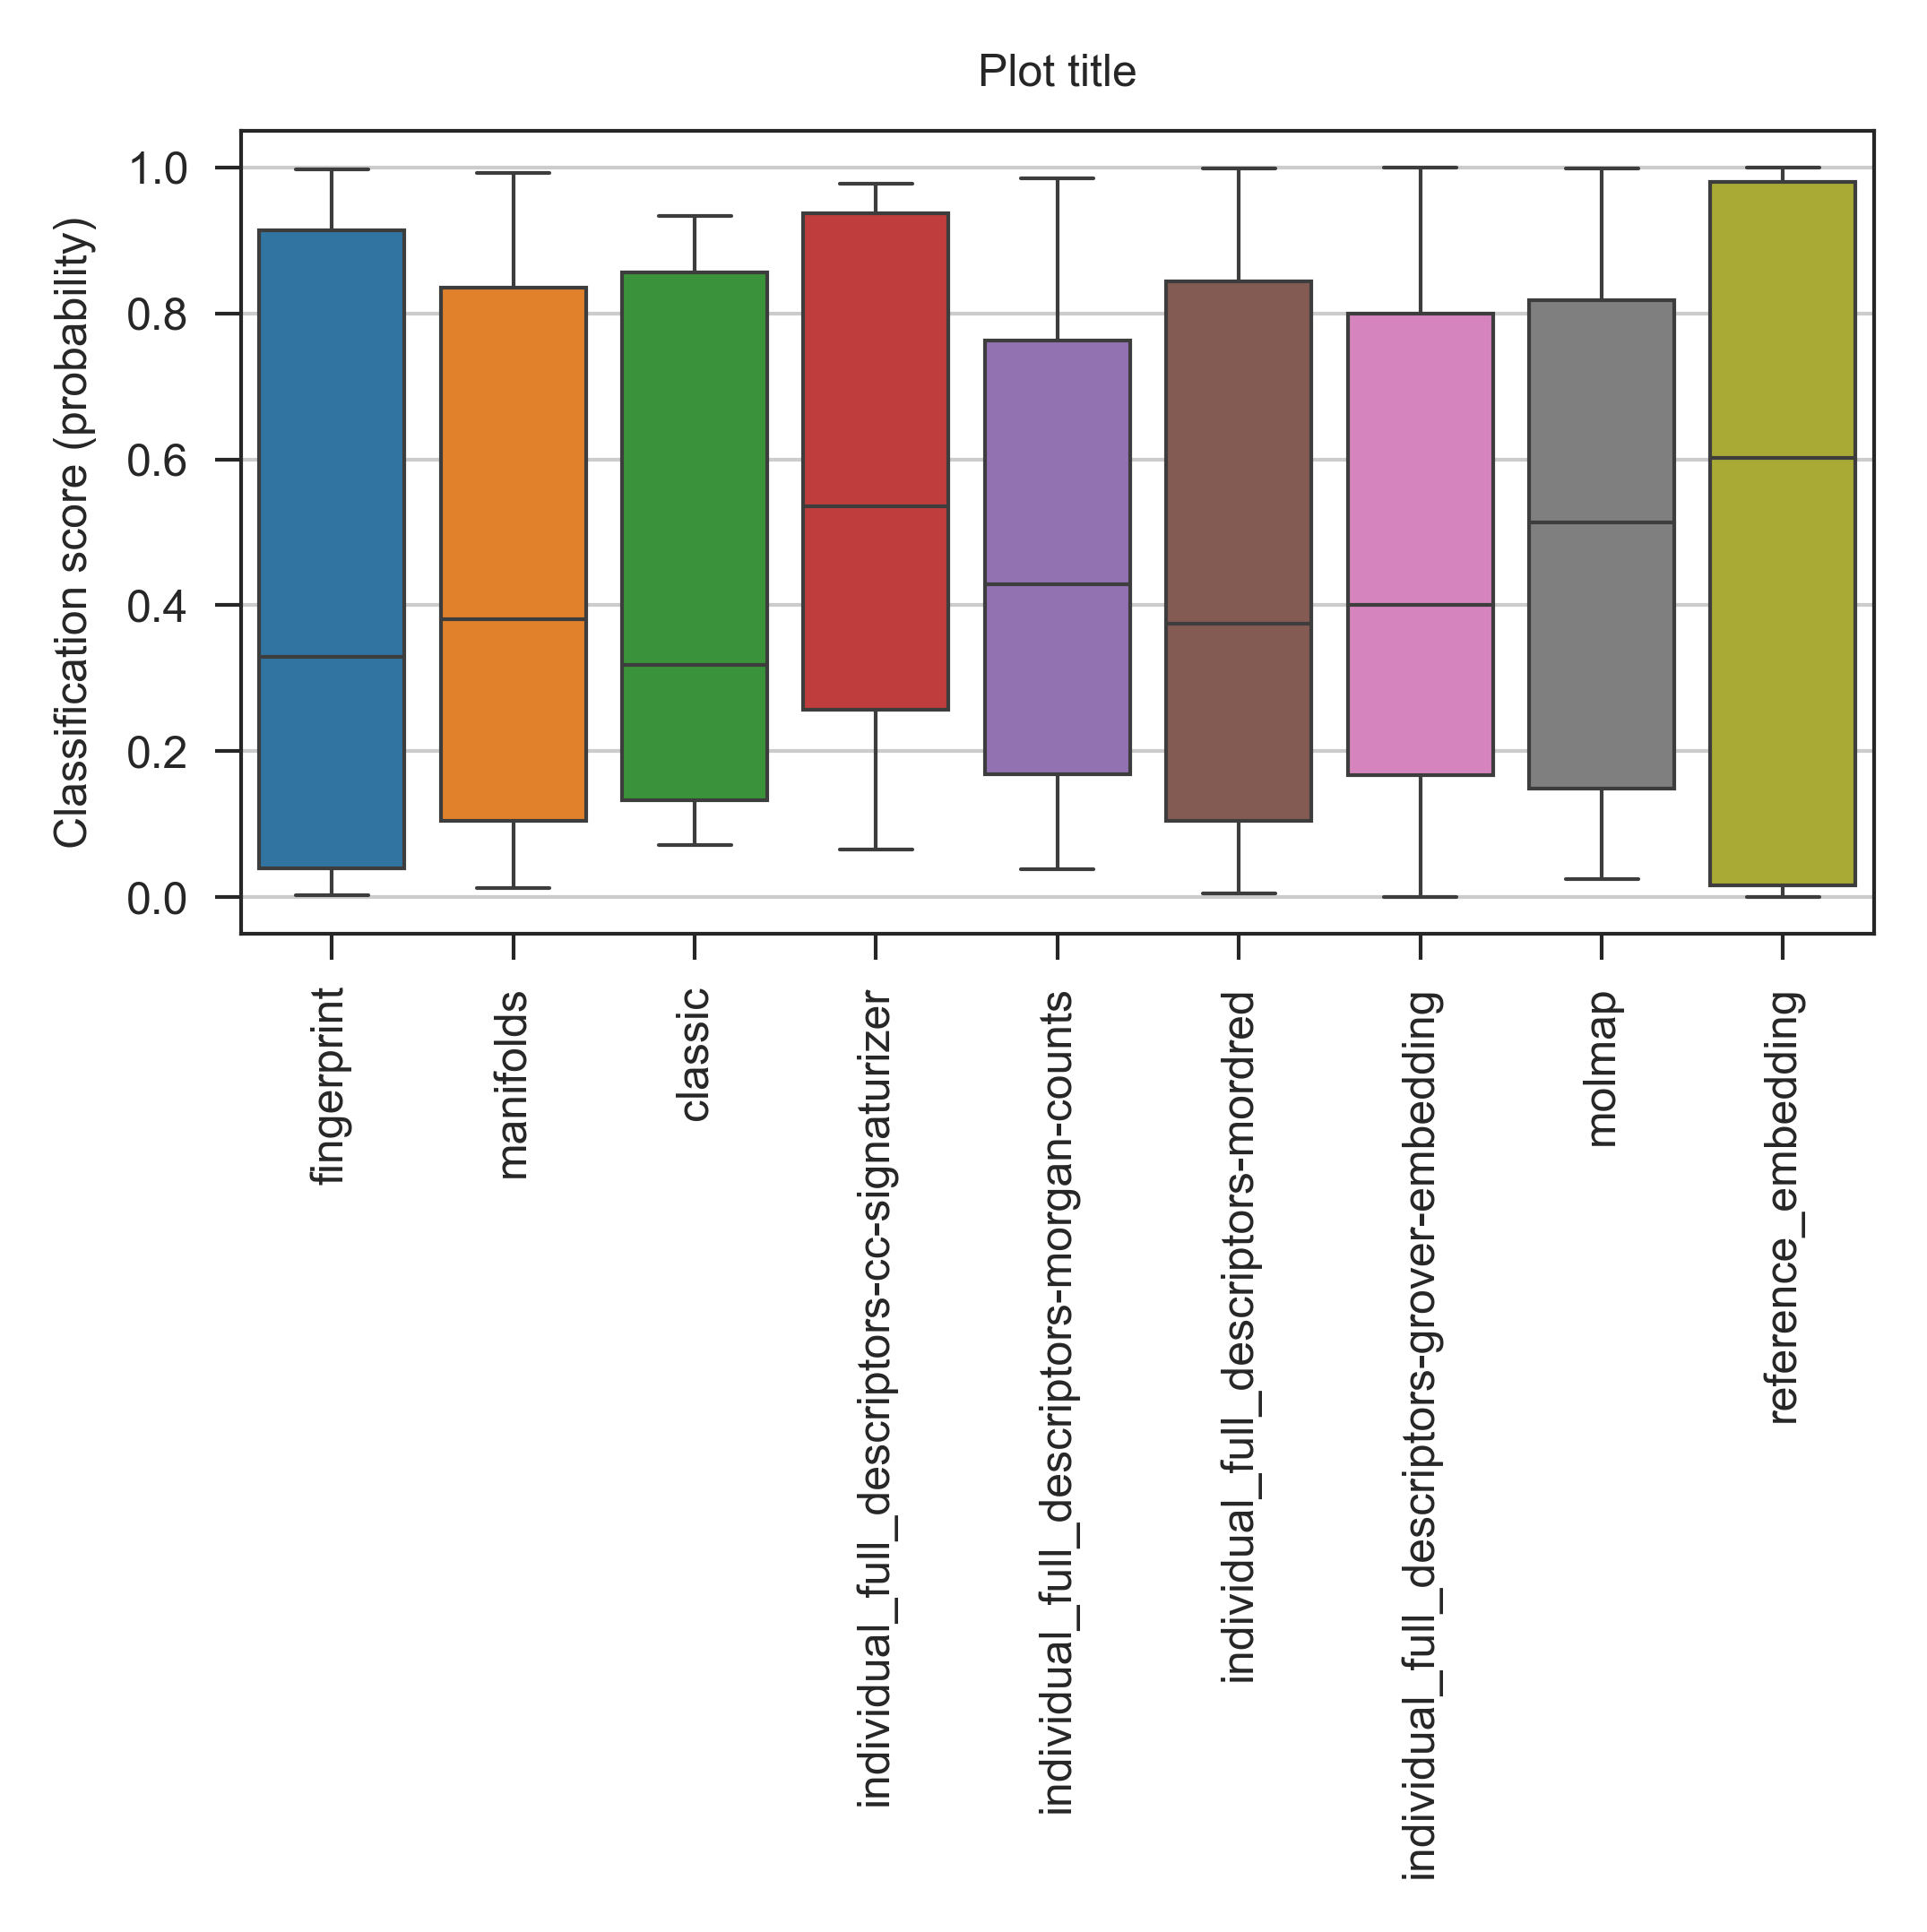 Plot title
Classification score (probability)
1.0
0.8
0.6
0.4
0.2
0.0
fingerprint
manifolds
classic
individual_full_descriptors-cc-signaturizer
individual_full_descriptors-morgan-counts
individual_full_descriptors-mordred
individual_full_descriptors-grover-embedding
molmap
reference_embedding